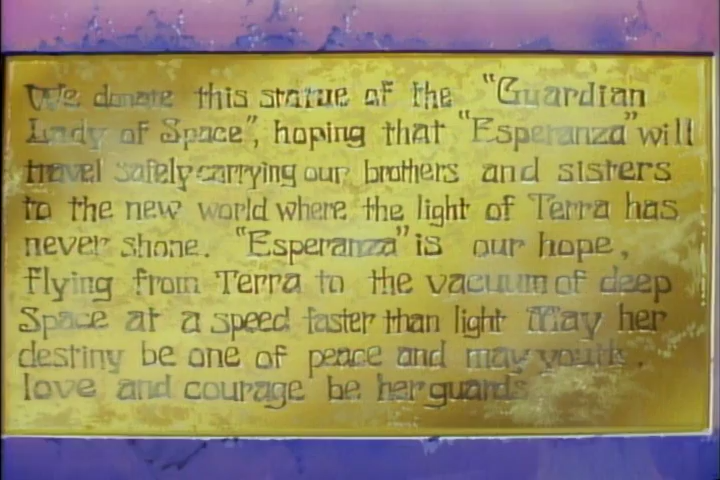 We donate this statue of the "Guardian
Lady of Space", hoping that "Esperanza" will
travel safely carrying our brothers and sisters
to the new world where the light of Terra has
never shone. "Esperanza" is our hope,
Flying from Terra to the vacuum of deep
Space at a speed faster than light May her
destiny be one of peace and may youth,
love and courage be her guards